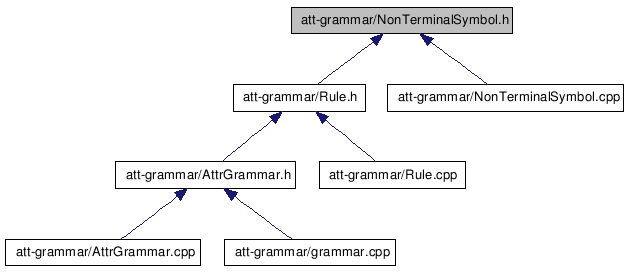 att-grammar/NonTerminalSymbol.h
att-grammar/Rule.h
att-grammar/NonTerminalSymbol.cpp
att-grammar/AttrGrammar.h
att-grammar/Rule.cpp
att-grammar/AttrGrammar.cpp
att-grammar/grammar.cpp